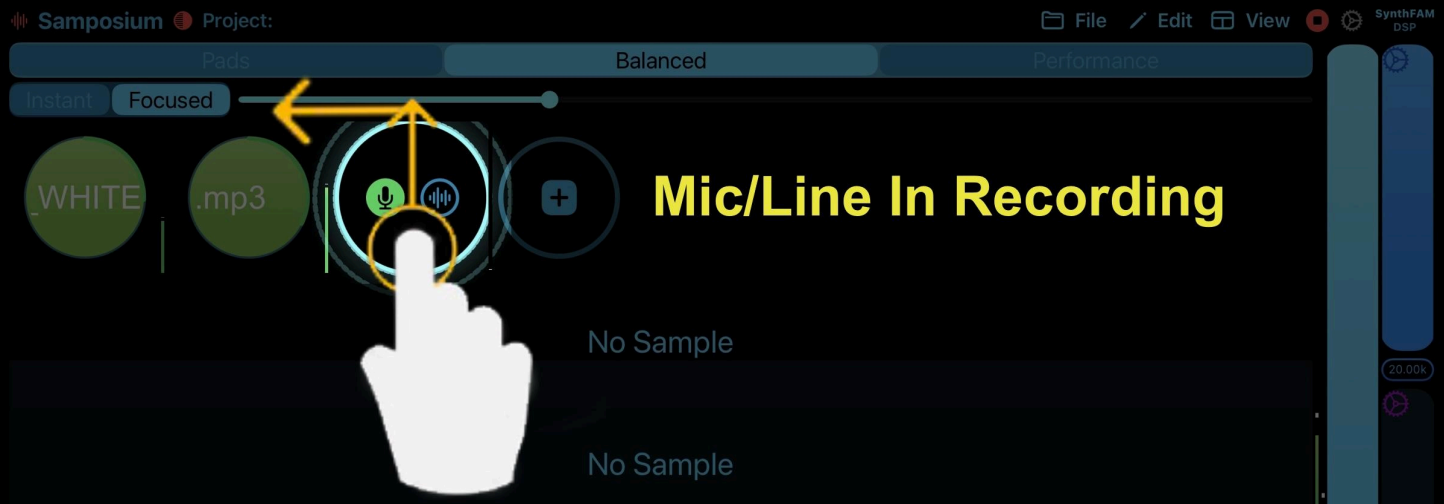 Samposium Project: File Edit View SynthFAM
DSP
Pads Balanced Performance
Instant Focused
_WHITE .mp3 Mic/Line In Recording
No Sample
20.00k
No Sample